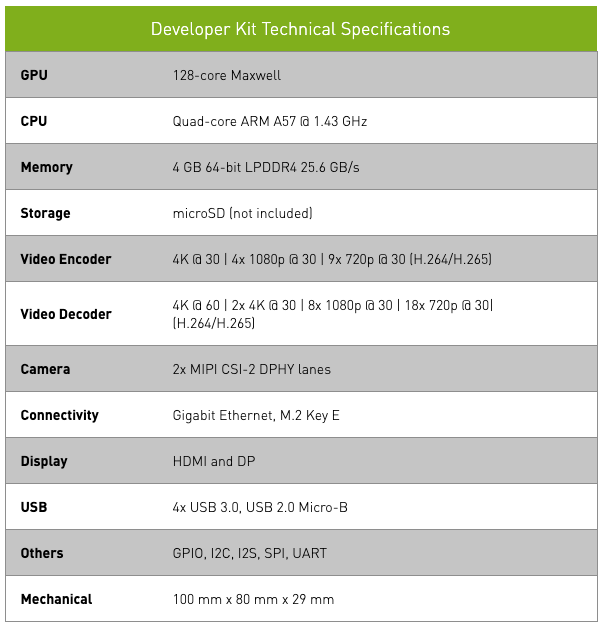 Developer Kit Technical Specifications
GPU 128-core Maxwell
CPU Quad-core ARM A57 @ 1.43 GHz
Memory 4 GB 64-bit LPDDR4 25.6 GB/s
Storage microSD (not included)
Video Encoder 4K @ 30 | 4x 1080p @ 30 | 9x 720p @ 30 (H.264/H.265)
Video Decoder 4K @ 60 | 2x 4K @ 30 | 8x 1080p @ 30 | 18x 720p @ 30|
(H.264/H.265)
Camera 2x MIPI CSI-2 DPHY lanes
Connectivity Gigabit Ethernet, M.2 Key E
Display HDMI and DP
USB 4x USB 3.0, USB 2.0 Micro-B
Others GPIO, I2C, I2S, SPI, UART
Mechanical 100 mm x 80 mm x 29 mm